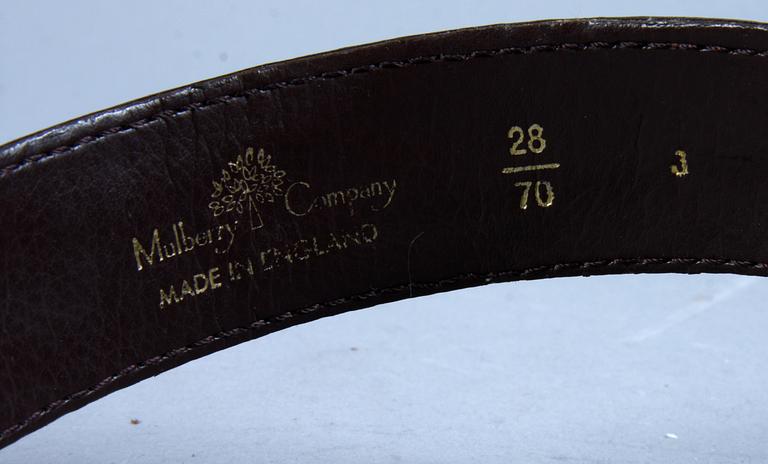 Mulberry Company
MADE IN ENGLAND
28
70
J